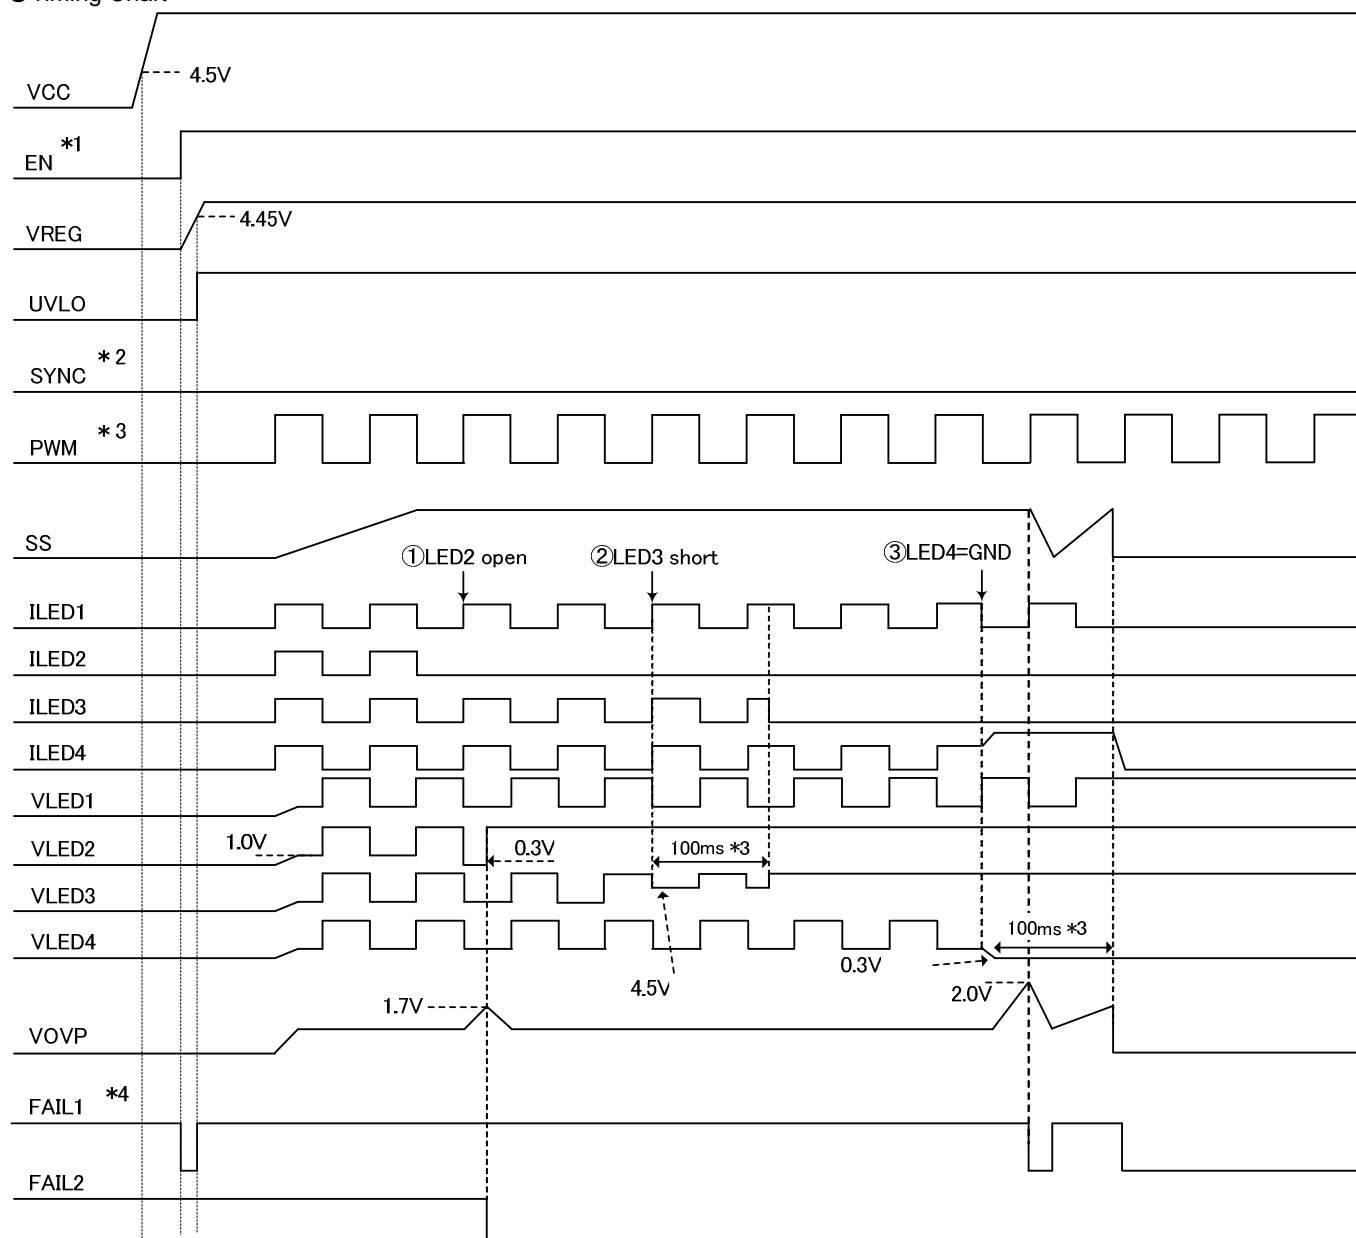 Timing Chart
VCC
4.5V
EN *1
VREG
4.45V
UVLO
SYNC *2
PWM *3
SS
①LED2 open
②LED3 short
③LED4=GND
ILED1
ILED2
ILED3
ILED4
VLED1
VLED2
1.0V
0.3V
100ms *3
VLED3
VLED4
100ms *3
4.5V
0.3V
2.0V
1.7V
VOVP
FAIL1 *4
FAIL2